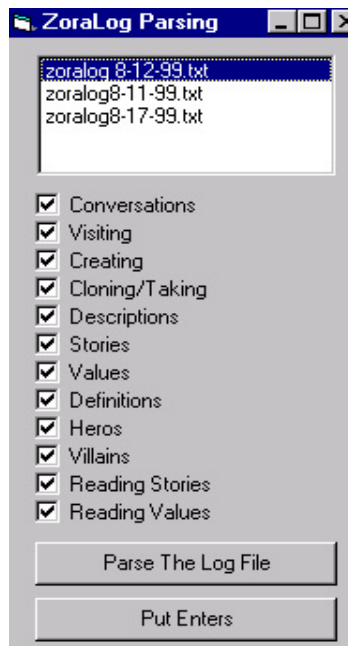 ZoraLog Parsing
zoralog 8-12-99.txt
zoralog8-11-99.txt
zoralog8-17-99.txt
Conversations
Visiting
Creating
Cloning/Taking
Descriptions
Stories
Values
Definitions
Heros
Villains
Reading Stories
Reading Values
Parse The Log File
Put Enters